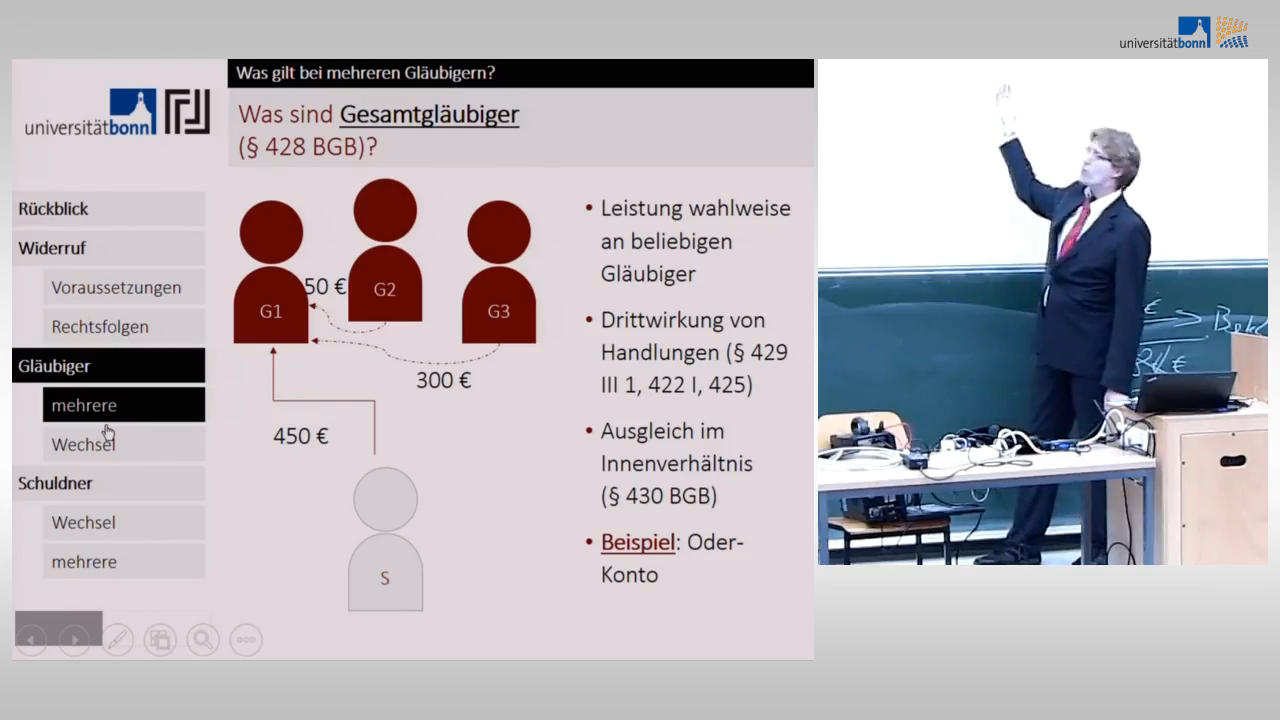 universitätbonn
Was gilt bei mehreren Gläubigern?
universitätbonn
Was sind Gesamtgläubiger
(§ 428 BGB)?
Rückblick
Widerruf
Voraussetzungen
Rechtsfolgen
Gläubiger
mehrere
Wechsel
Schuldner
Wechsel
mehrere
G1
50 €
G2
G3
300 €
450 €
S
• Leistung wahlweise
an beliebigen
Gläubiger
• Drittwirkung von
Handlungen (§ 429
III 1, 422 I, 425)
• Ausgleich im
Innenverhältnis
(§ 430 BGB)
• Beispiel: Oder-
Konto
€